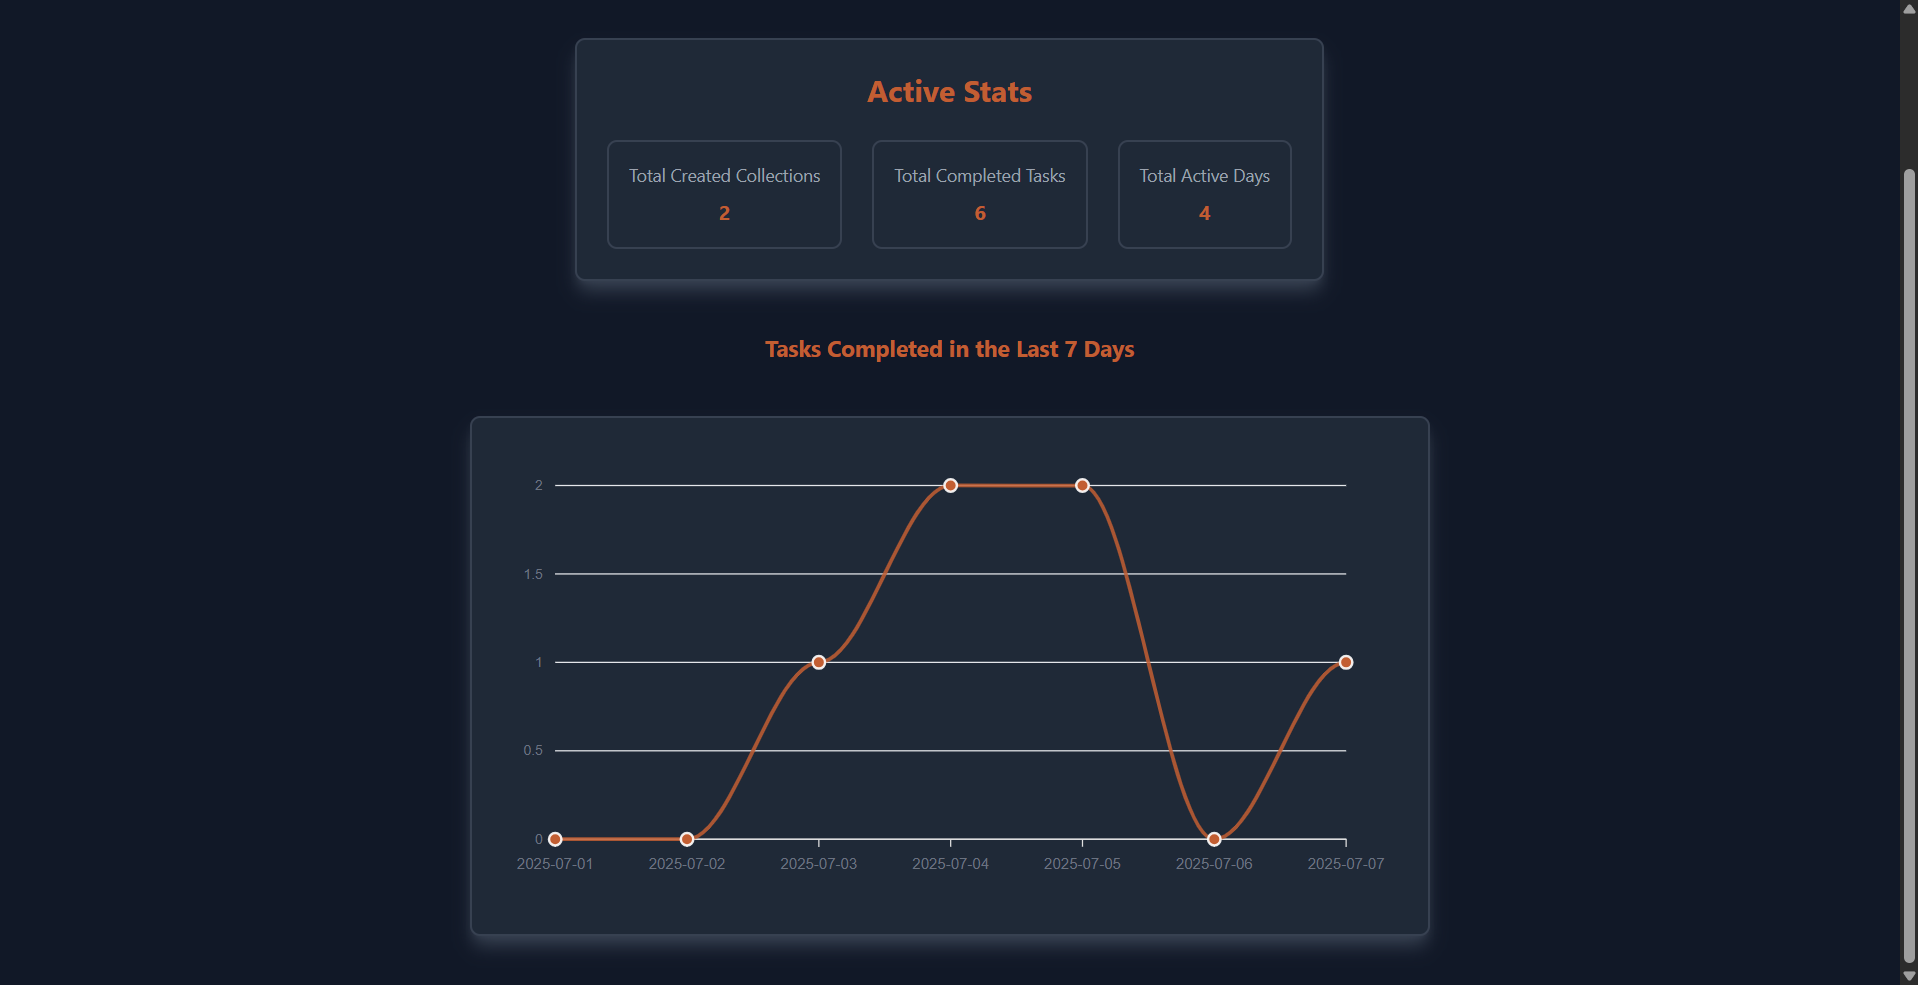 Active Stats
Total Created Collections
2
Total Completed Tasks
6
Total Active Days
4
Tasks Completed in the Last 7 Days
2
1.5
1
0.5
0
2025-07-01 2025-07-02 2025-07-03 2025-07-04 2025-07-05 2025-07-06 2025-07-07